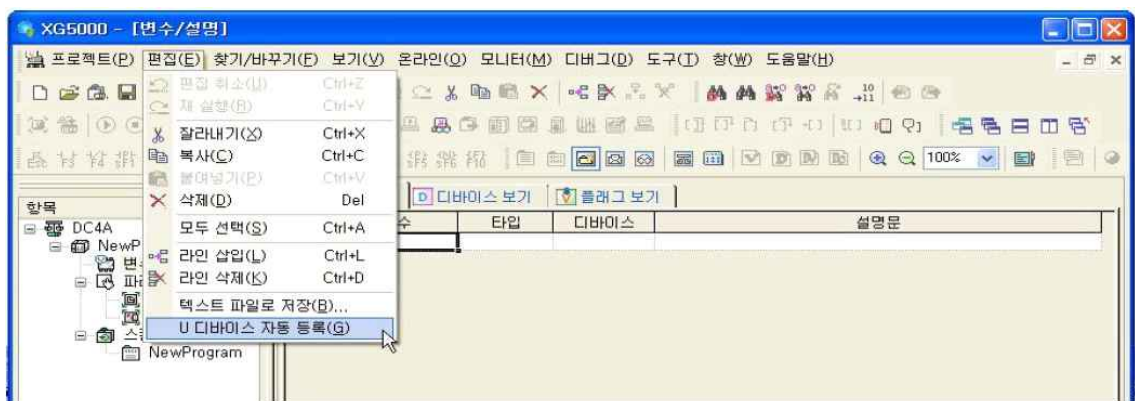 XG5000 - [변수/설명]
프로젝트(P) 편집(E) 찾기/바꾸기(F) 보기(V) 온라인(O) 모니터(M) 디버그(D) 도구(T) 창(W) 도움말(H)
편집 취소(U) Ctrl+Z
재 실행(R) Ctrl+Y
잘라내기(X) Ctrl+X
복사(C) Ctrl+C
붙여넣기(P) Ctrl+V
삭제(D) Del
모두 선택(S) Ctrl+A
라인 삽입(L) Ctrl+L
라인 삭제(K) Ctrl+D
텍스트 파일로 저장(B)...
U 디바이스 자동 등록(G)
100%
항목
DC4A
NewP
변
파
스
NewProgram
D 디바이스 보기 플래그 보기
수 타입 디바이스 설명문